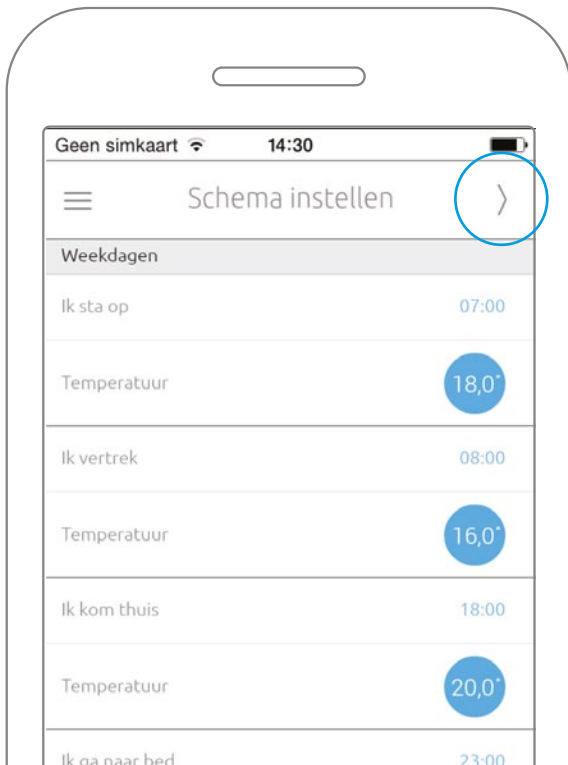 Geen simkaart 14:30
Schema instellen
Weekdagen
Ik sta op 07:00
Temperatuur 18,0°
Ik vertrek 08:00
Temperatuur 16,0°
Ik kom thuis 18:00
Temperatuur 20,0°
Ik ga naar bed 23:00